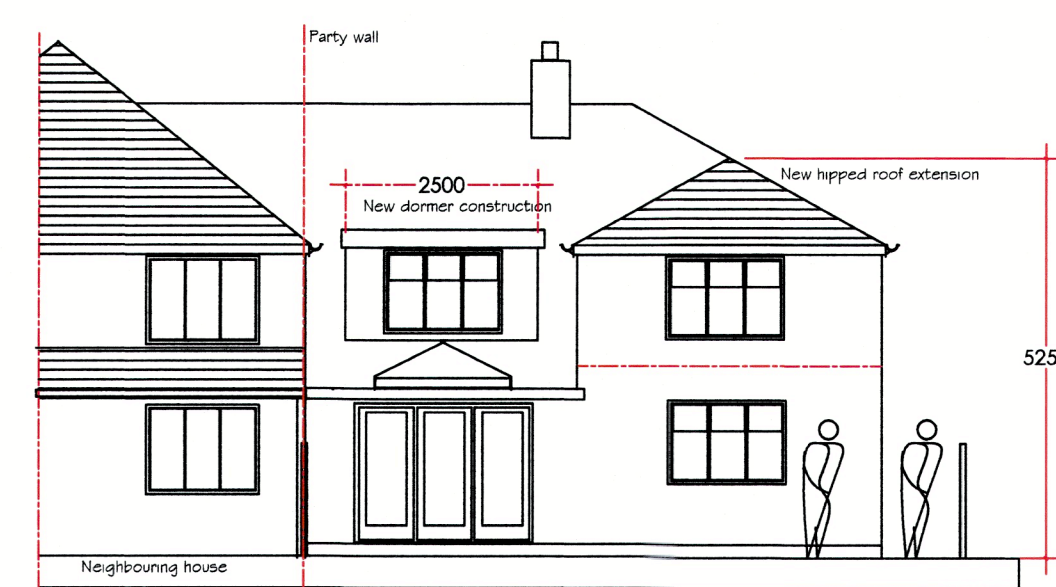 Party wall
New hipped roof extension
2500
New dormer construction
525
Neighbouring house